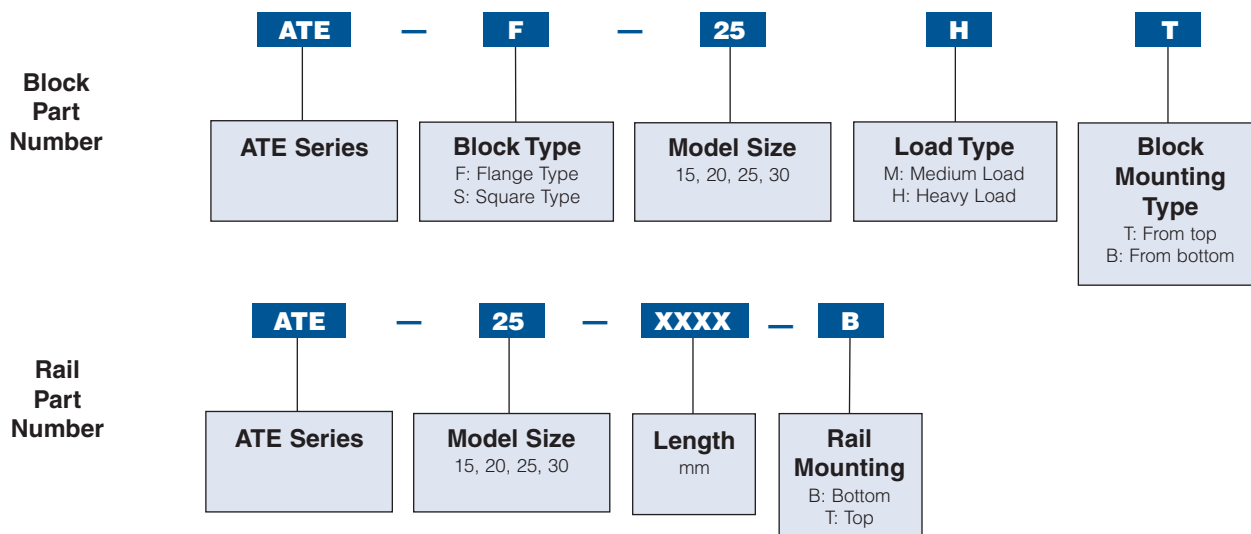 ATE — F — 25 H T
Block
Part
Number
ATE Series
Block Type
F: Flange Type
S: Square Type
Model Size
15, 20, 25, 30
Load Type
M: Medium Load
H: Heavy Load
Block
Mounting
Type
T: From top
B: From bottom
ATE — 25 — XXXX — B
Rail
Part
Number
ATE Series
Model Size
15, 20, 25, 30
Length
mm
Rail
Mounting
B: Bottom
T: Top